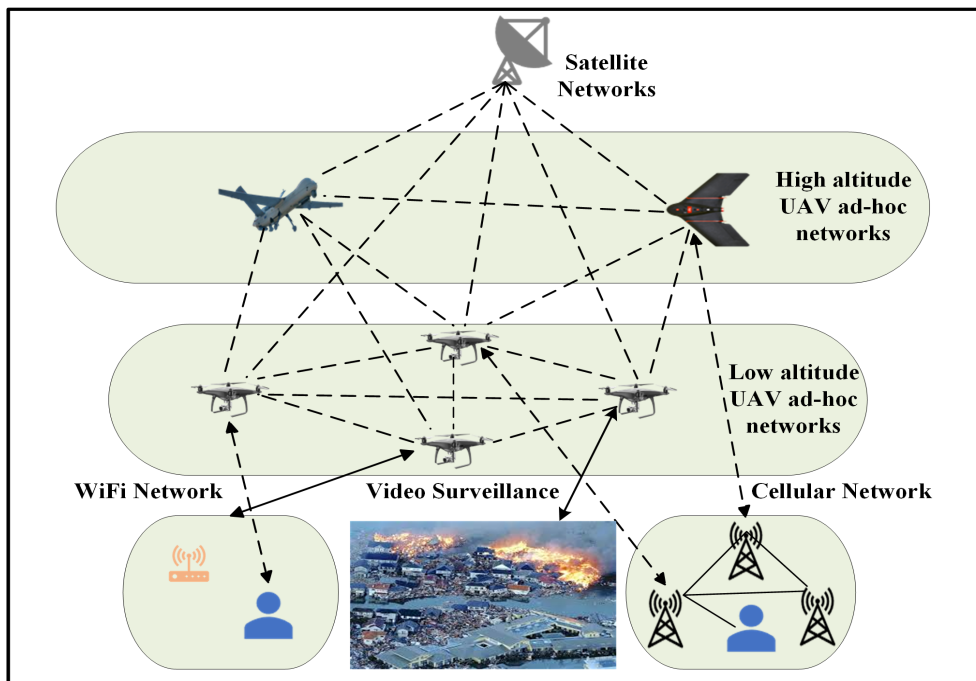 Satellite
Networks
High altitude
UAV ad-hoc
networks
Low altitude
UAV ad-hoc
networks
WiFi Network
Video Surveillance
Cellular Network